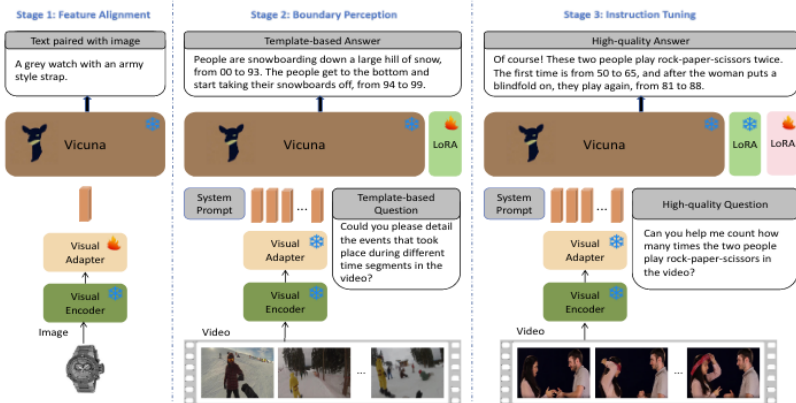 Stage 1: Feature Alignment
Text paired with image
A grey watch with an army
style strap.
Vicuna
Visual
Adapter
Visual
Encoder
Image
Stage 2: Boundary Perception
Template-based Answer
People are snowboarding down a large hill of snow,
from 00 to 93. The people get to the bottom and
start taking their snowboards off, from 94 to 99.
Vicuna
LoRA
System
Prompt
...
Template-based
Question
Could you please detail
the events that took
place during different
time segments in the
video?
Visual
Adapter
Visual
Encoder
Video
...
Stage 3: Instruction Tuning
High-quality Answer
Of course! These two people play rock-paper-scissors twice.
The first time is from 50 to 65, and after the woman puts a
blindfold on, they play again, from 81 to 88.
Vicuna
LoRA
LoRA
System
Prompt
...
High-quality Question
Can you help me count how
many times the two people
play rock-paper-scissors in
the video?
Visual
Adapter
Visual
Encoder
Video
...